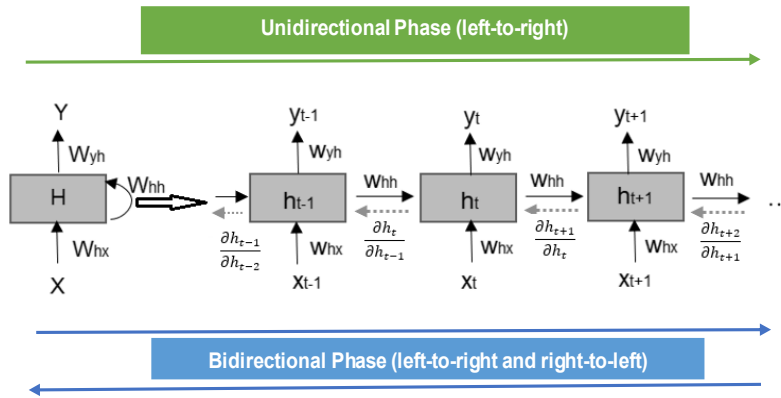 Unidirectional Phase (left-to-right)
Y yt-1 yt yt+1
Wyh wyh wyh wyh
H Whh ht-1 whh ht whh ht+1 whh ...
Whx ∂ht−1/∂ht−2 whx ∂ht/∂ht−1 whx ∂ht+1/∂ht whx ∂ht+2/∂ht+1
X xt-1 xt xt+1
Bidirectional Phase (left-to-right and right-to-left)